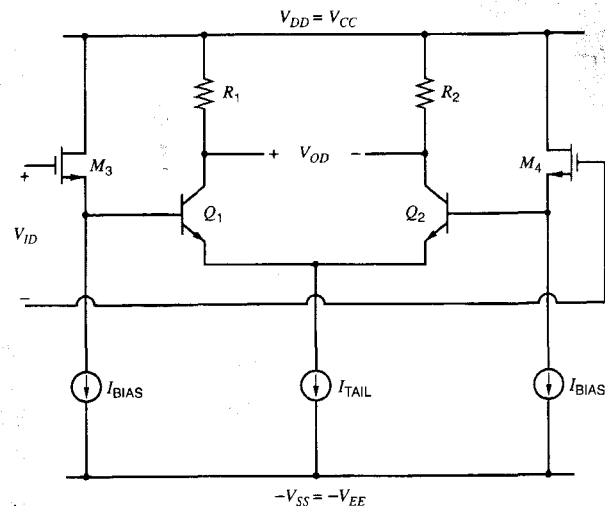 V_DD = V_CC
R_1
R_2
+ V_OD −
M_3
M_4
+
Q_1
Q_2
V_ID
−
I_BIAS
I_TAIL
I_BIAS
−V_SS = −V_EE